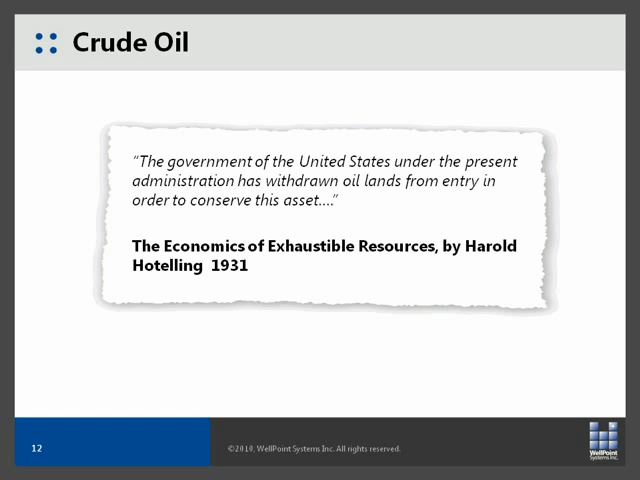 Crude Oil
“The government of the United States under the present
administration has withdrawn oil lands from entry in
order to conserve this asset….”
The Economics of Exhaustible Resources, by Harold
Hotelling 1931
12
©2010, WellPoint Systems Inc. All rights reserved.
WellPoint
Systems Inc.